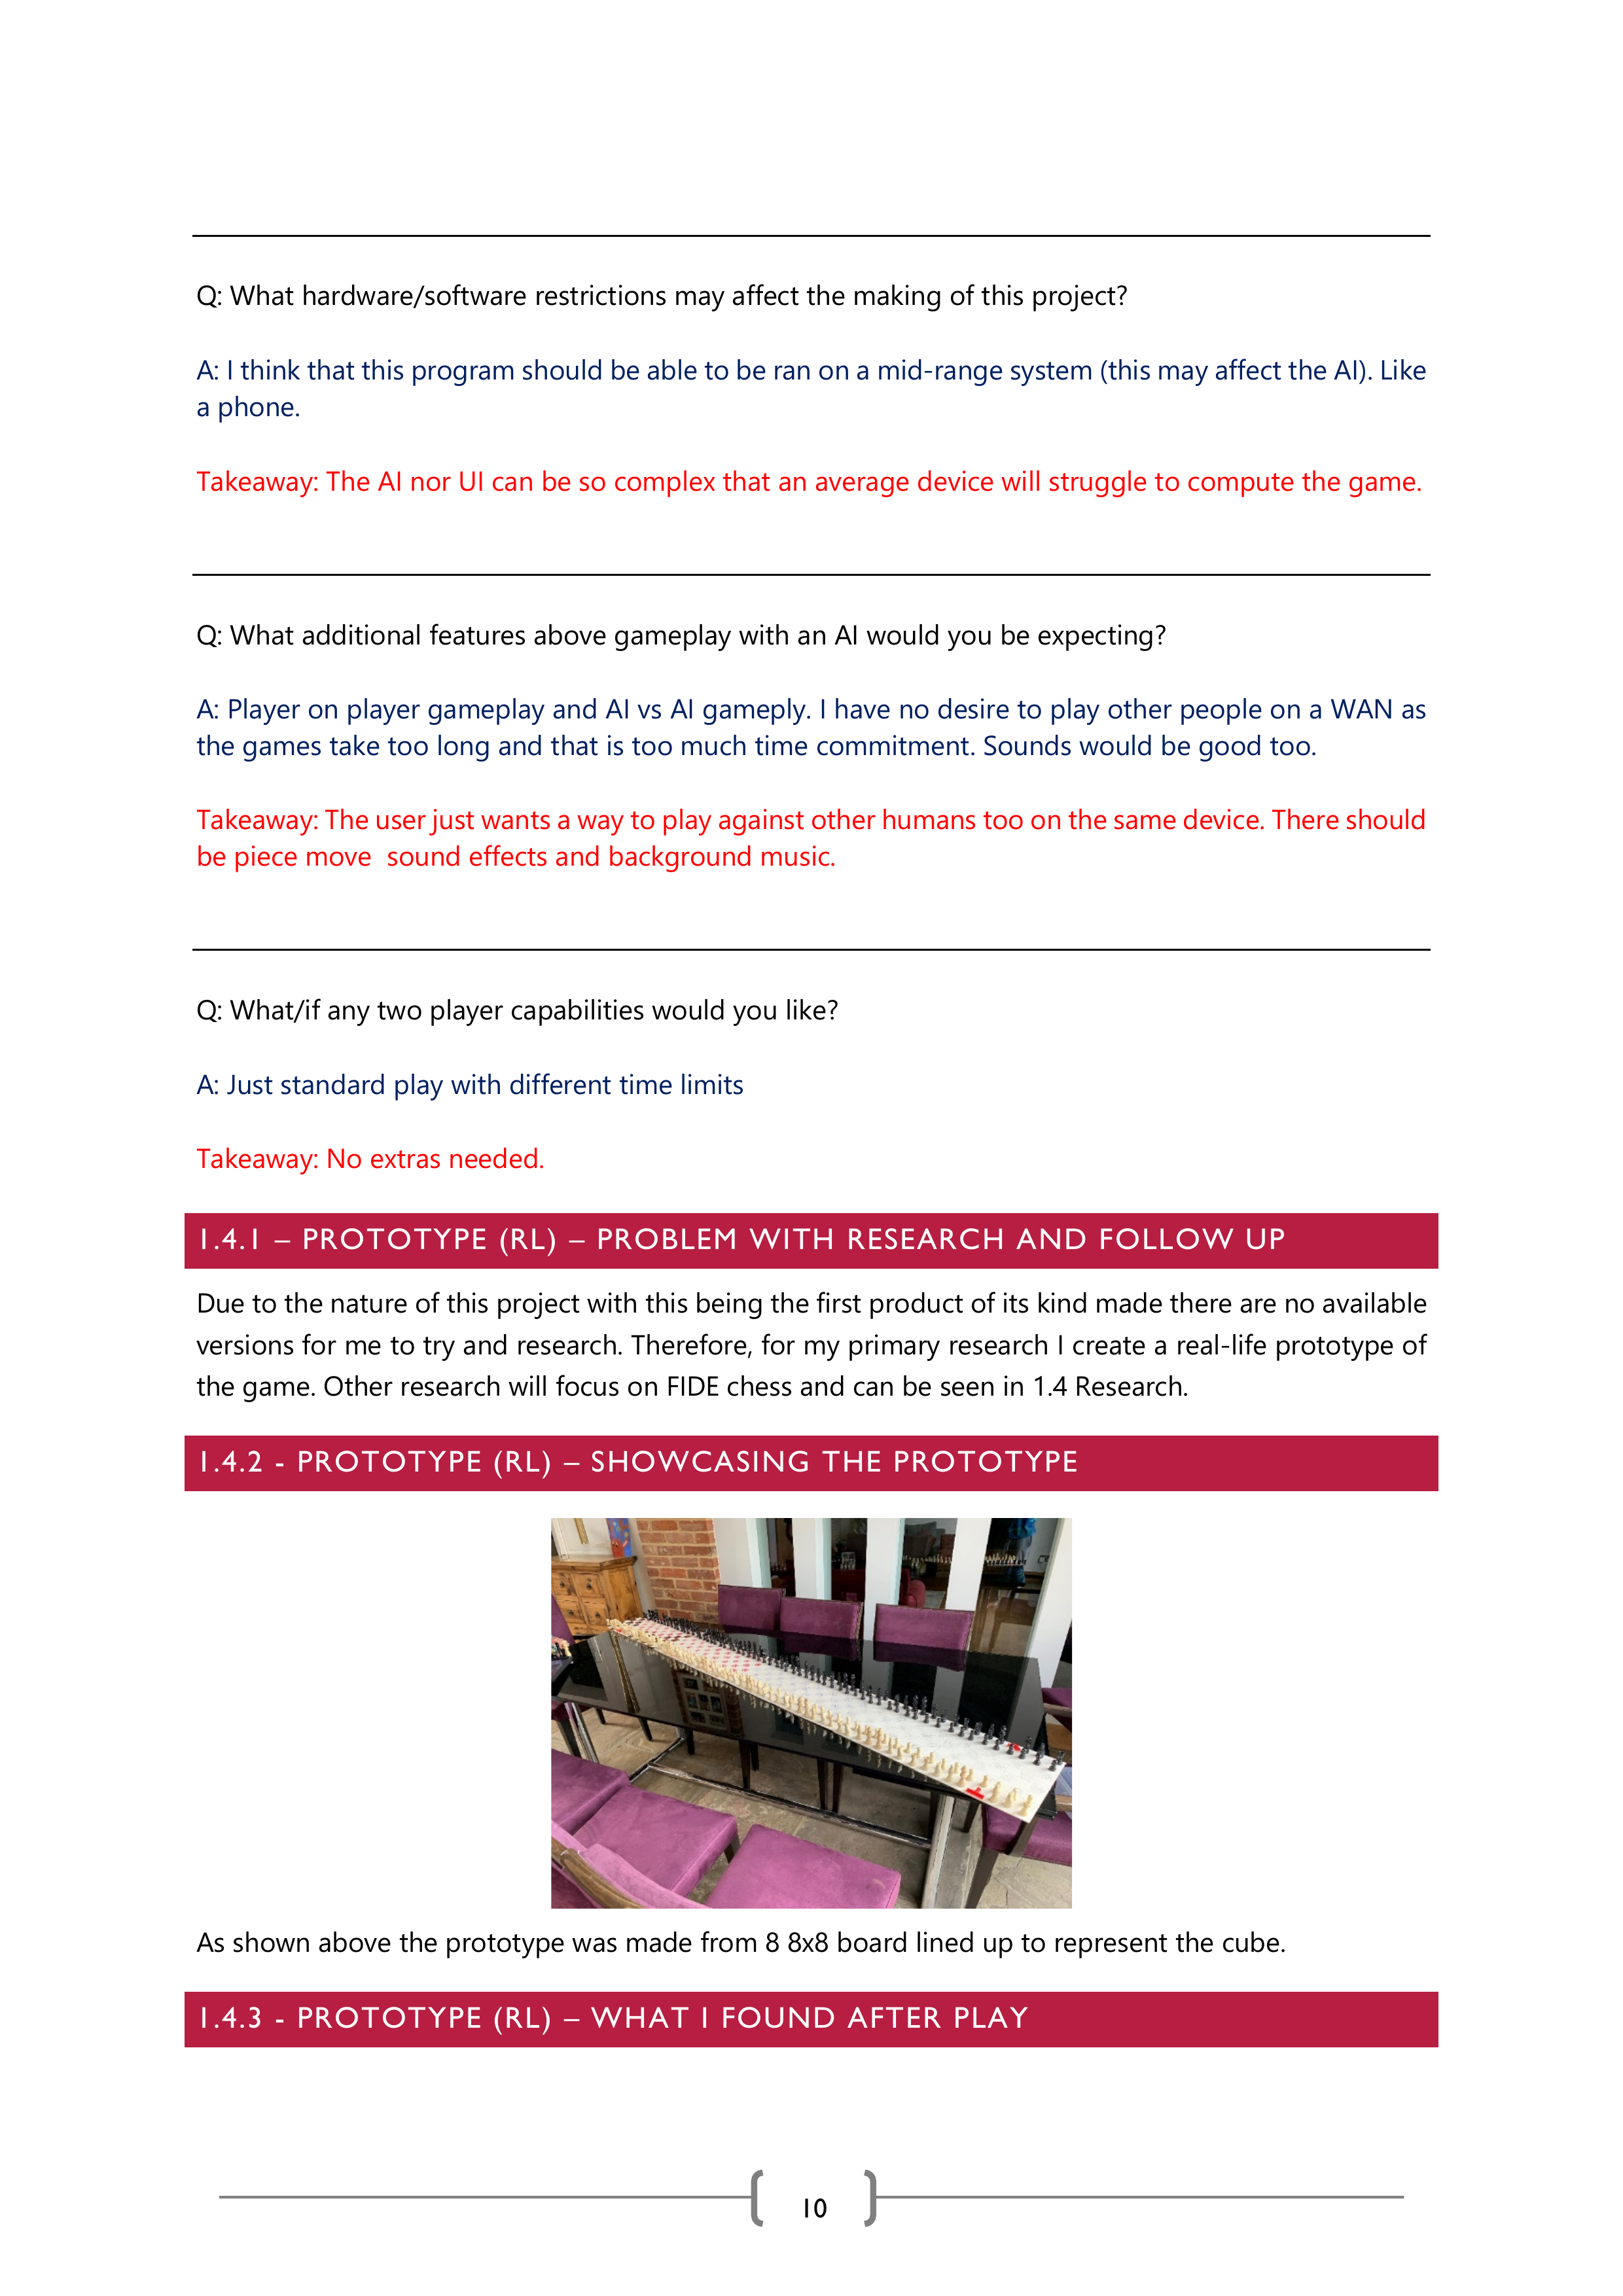 Q: What hardware/software restrictions may affect the making of this project?
A: I think that this program should be able to be ran on a mid-range system (this may affect the AI). Like
a phone.
Takeaway: The AI nor UI can be so complex that an average device will struggle to compute the game.
Q: What additional features above gameplay with an AI would you be expecting?
A: Player on player gameplay and AI vs AI gameply. I have no desire to play other people on a WAN as
the games take too long and that is too much time commitment. Sounds would be good too.
Takeaway: The user just wants a way to play against other humans too on the same device. There should
be piece move  sound effects and background music.
Q: What/if any two player capabilities would you like?
A: Just standard play with different time limits
Takeaway: No extras needed.
1.4.1 – PROTOTYPE (RL) – PROBLEM WITH RESEARCH AND FOLLOW UP
Due to the nature of this project with this being the first product of its kind made there are no available
versions for me to try and research. Therefore, for my primary research I create a real-life prototype of
the game. Other research will focus on FIDE chess and can be seen in 1.4 Research.
1.4.2 - PROTOTYPE (RL) – SHOWCASING THE PROTOTYPE
As shown above the prototype was made from 8 8x8 board lined up to represent the cube.
1.4.3 - PROTOTYPE (RL) – WHAT I FOUND AFTER PLAY
10